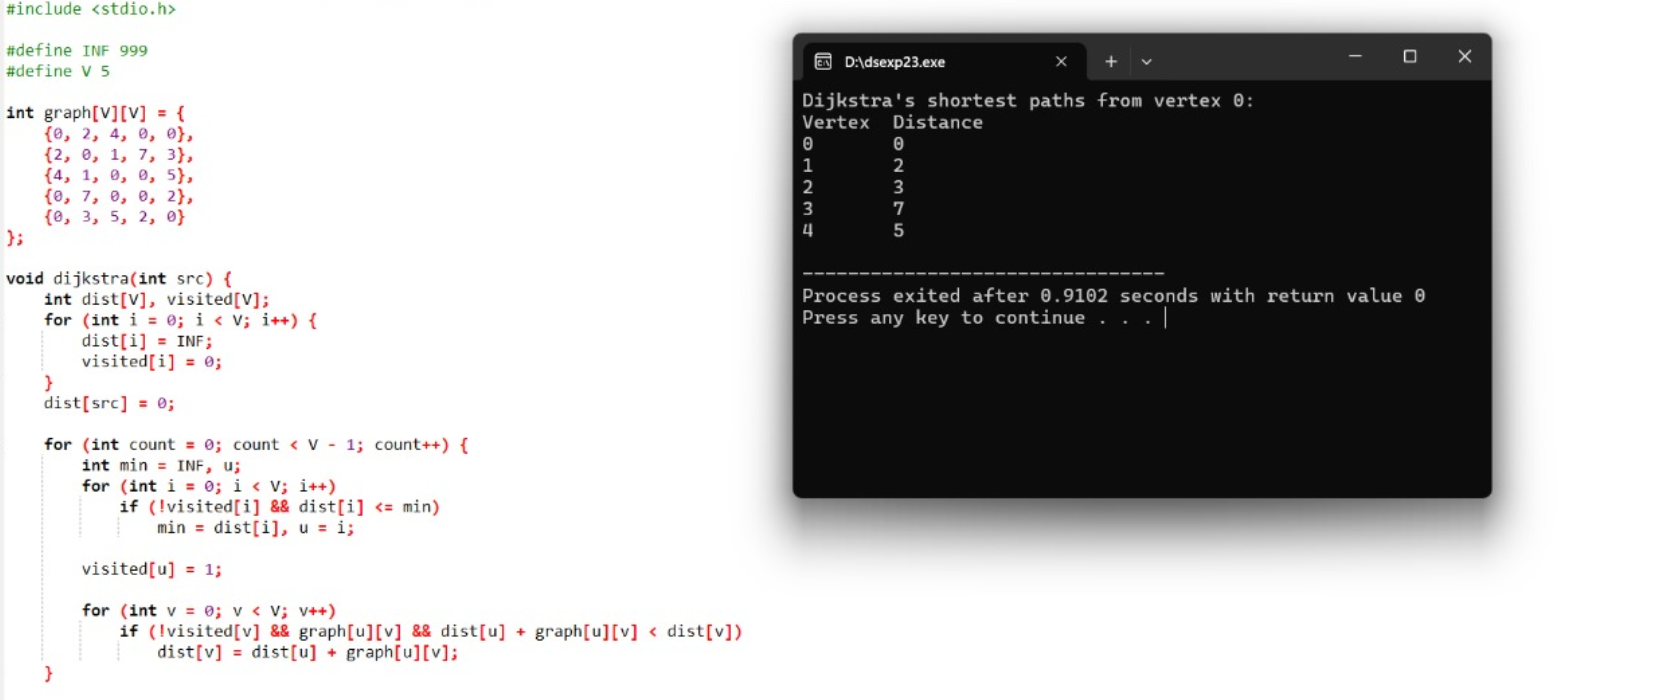 #include <stdio.h>
#define INF 999
#define V 5
int graph[V][V] = {
{0, 2, 4, 0, 0},
{2, 0, 1, 7, 3},
{4, 1, 0, 0, 5},
{0, 7, 0, 0, 2},
{0, 3, 5, 2, 0}
};
void dijkstra(int src) {
int dist[V], visited[V];
for (int i = 0; i < V; i++) {
dist[i] = INF;
visited[i] = 0;
}
dist[src] = 0;
for (int count = 0; count < V - 1; count++) {
int min = INF, u;
for (int i = 0; i < V; i++)
if (!visited[i] && dist[i] <= min)
min = dist[i], u = i;
visited[u] = 1;
for (int v = 0; v < V; v++)
if (!visited[v] && graph[u][v] && dist[u] + graph[u][v] < dist[v])
dist[v] = dist[u] + graph[u][v];
}
D:\dsexp23.exe
Dijkstra's shortest paths from vertex 0:
Vertex Distance
0 0
1 2
2 3
3 7
4 5
--------------------------------
Process exited after 0.9102 seconds with return value 0
Press any key to continue . . .